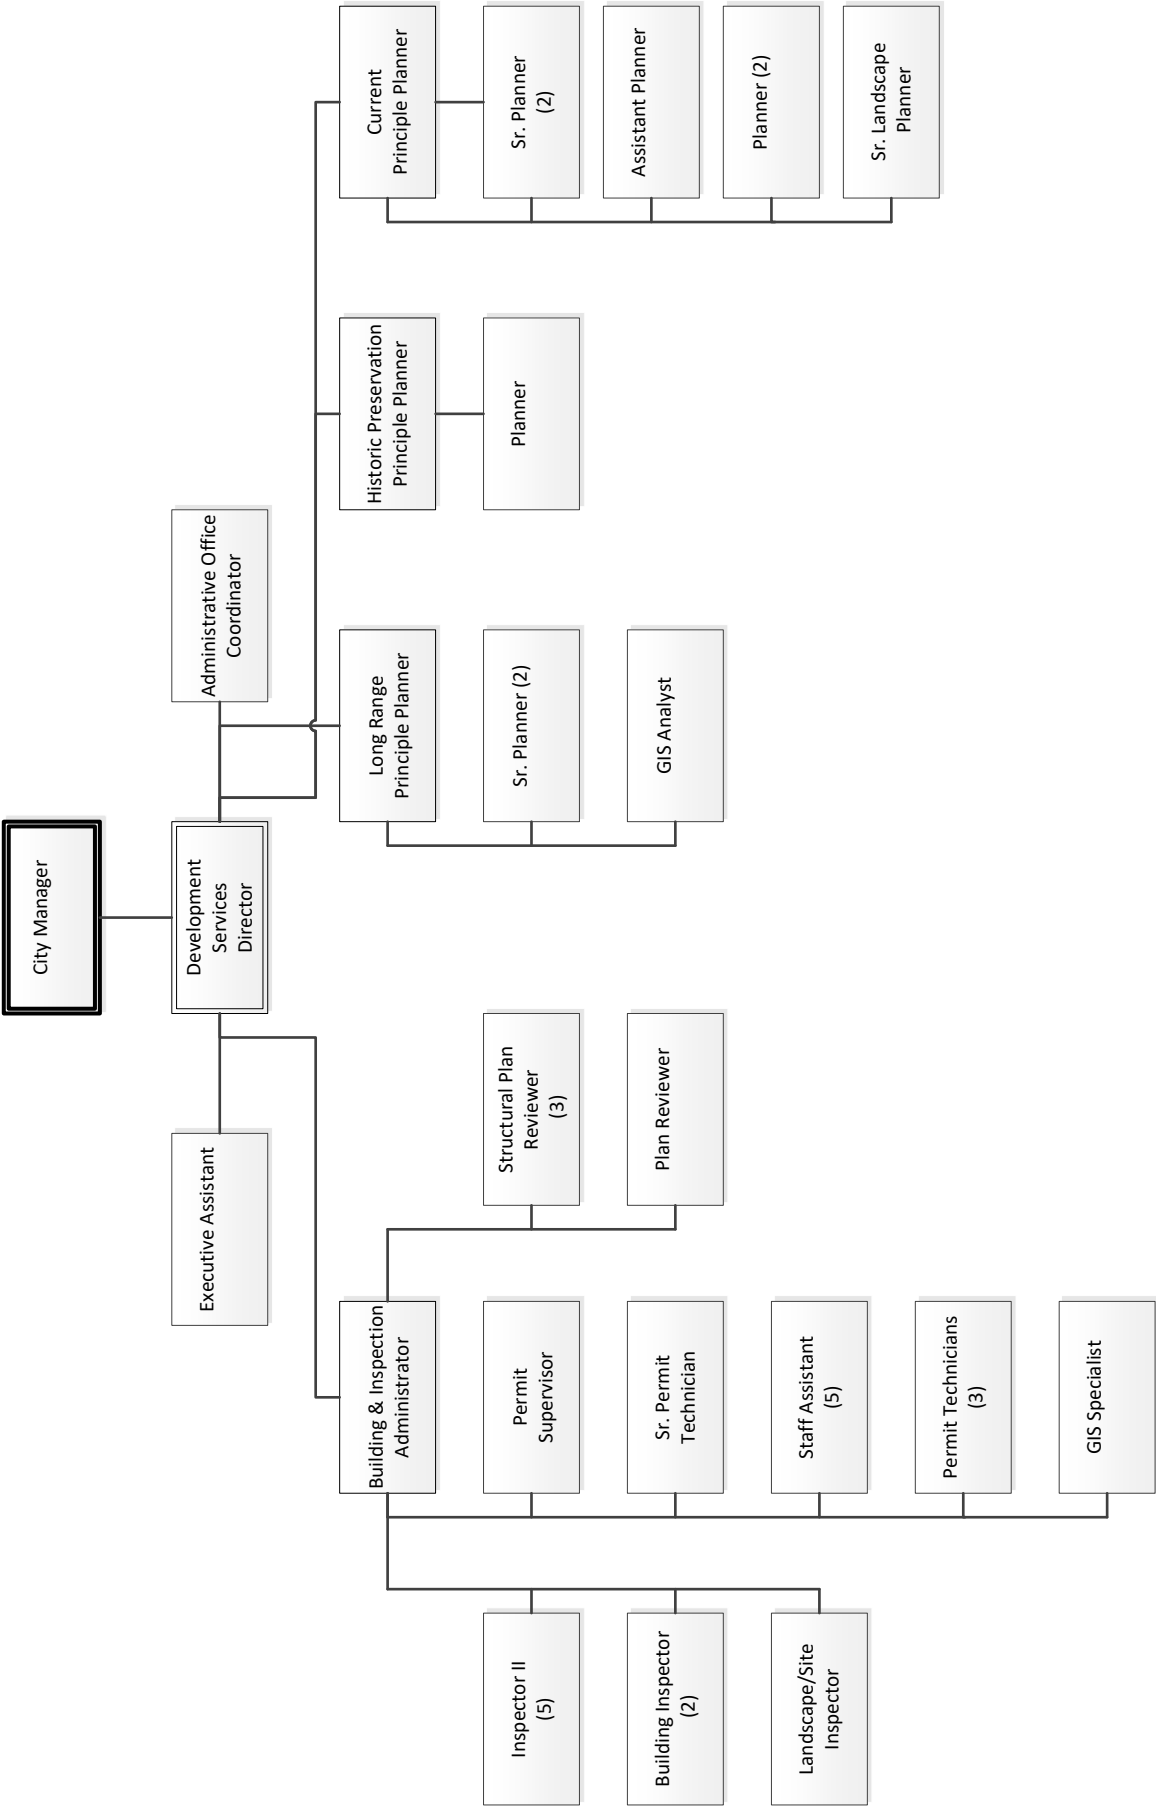 City Manager
Executive Assistant
Development
Services
Director
Administrative Office
Coordinator
Building & Inspection
Administrator
Long Range
Principle Planner
Historic Preservation
Principle Planner
Current
Principle Planner
Inspector II
(5)
Permit
Supervisor
Structural Plan
Reviewer
(3)
Sr. Planner (2)
Planner
Sr. Planner
(2)
Building Inspector
(2)
Sr. Permit
Technician
Plan Reviewer
GIS Analyst
Assistant Planner
Landscape/Site
Inspector
Staff Assistant
(5)
Planner (2)
Permit Technicians
(3)
Sr. Landscape
Planner
GIS Specialist